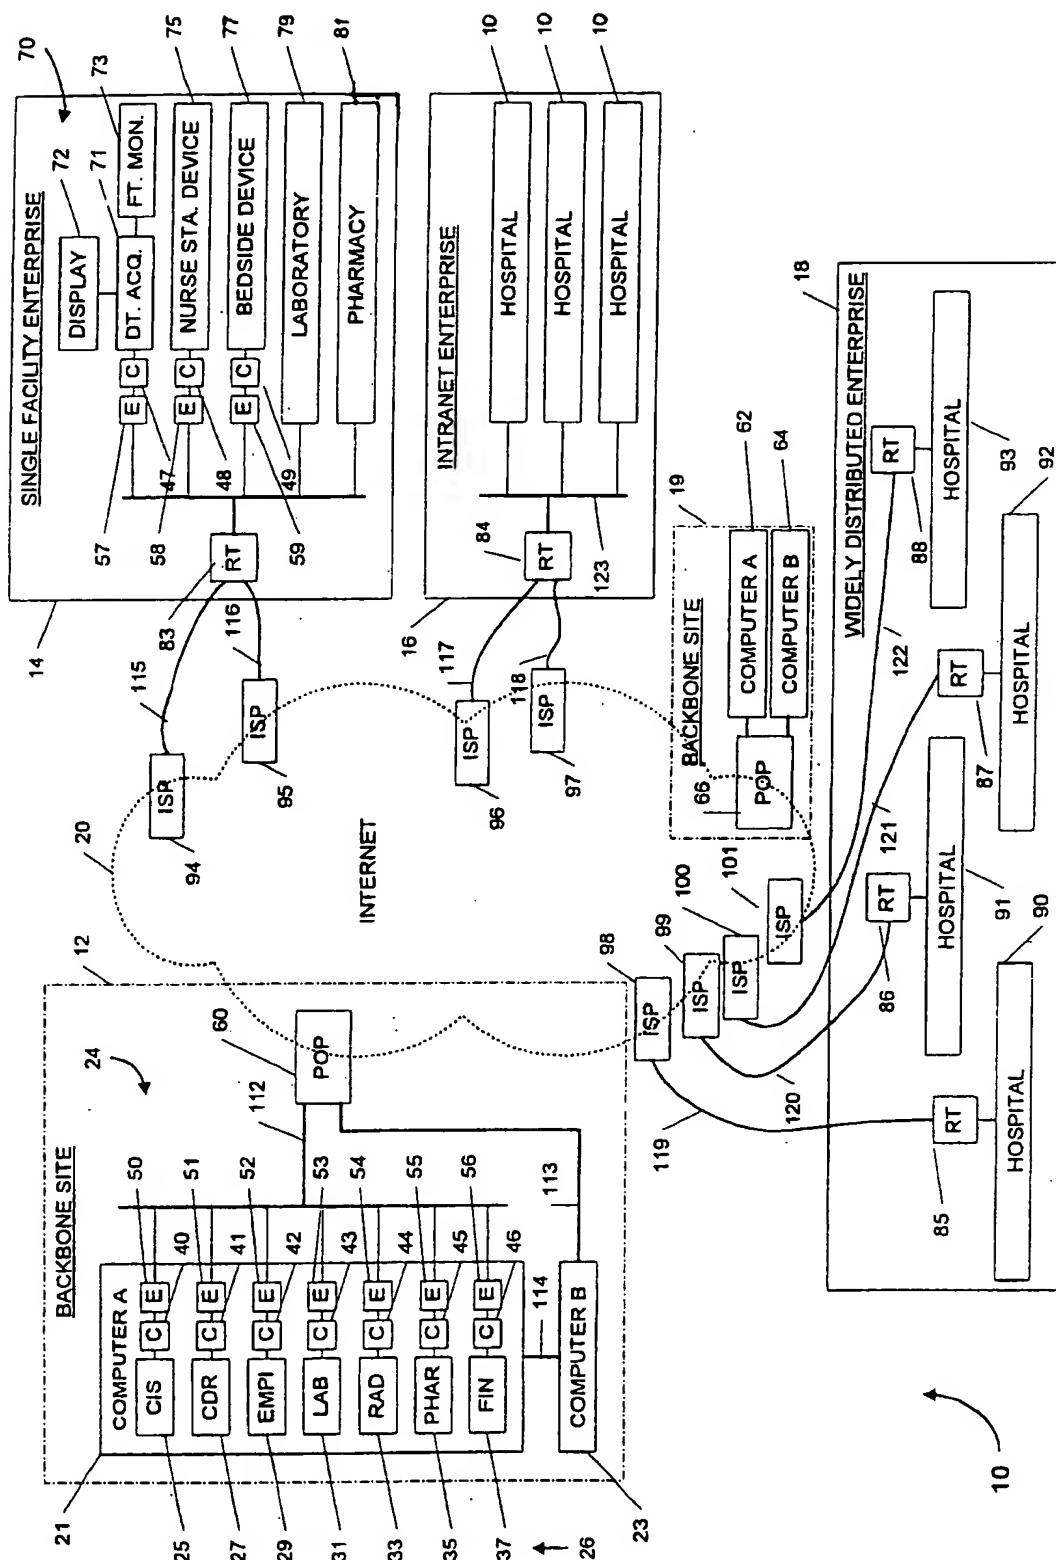 BACKBONE SITE
24
12
COMPUTER A
21
CIS
C
E
50
40
25
CDR
C
E
51
41
27
EMPI
C
E
52
42
29
LAB
C
E
53
43
31
RAD
C
E
54
44
33
PHAR
C
E
55
45
35
FIN
C
E
56
46
37
26
COMPUTER B
23
114
113
112
60
POP
INTERNET
20
ISP
94
ISP
95
115
116
14
SINGLE FACILITY ENTERPRISE
70
RT
83
DISPLAY
72
E
C
DT. ACQ.
FT. MON.
71
73
57
47
E
C
NURSE STA. DEVICE
75
58
48
E
C
BEDSIDE DEVICE
77
59
49
LABORATORY
79
PHARMACY
81
ISP
96
ISP
97
117
118
16
INTRANET ENTERPRISE
RT
84
123
HOSPITAL
10
HOSPITAL
10
HOSPITAL
10
BACKBONE SITE
19
66
POP
COMPUTER A
62
COMPUTER B
64
ISP
98
ISP
99
ISP
100
ISP
101
119
120
121
122
WIDELY DISTRIBUTED ENTERPRISE
18
RT
85
HOSPITAL
90
RT
86
HOSPITAL
91
RT
87
HOSPITAL
92
RT
88
HOSPITAL
93
10